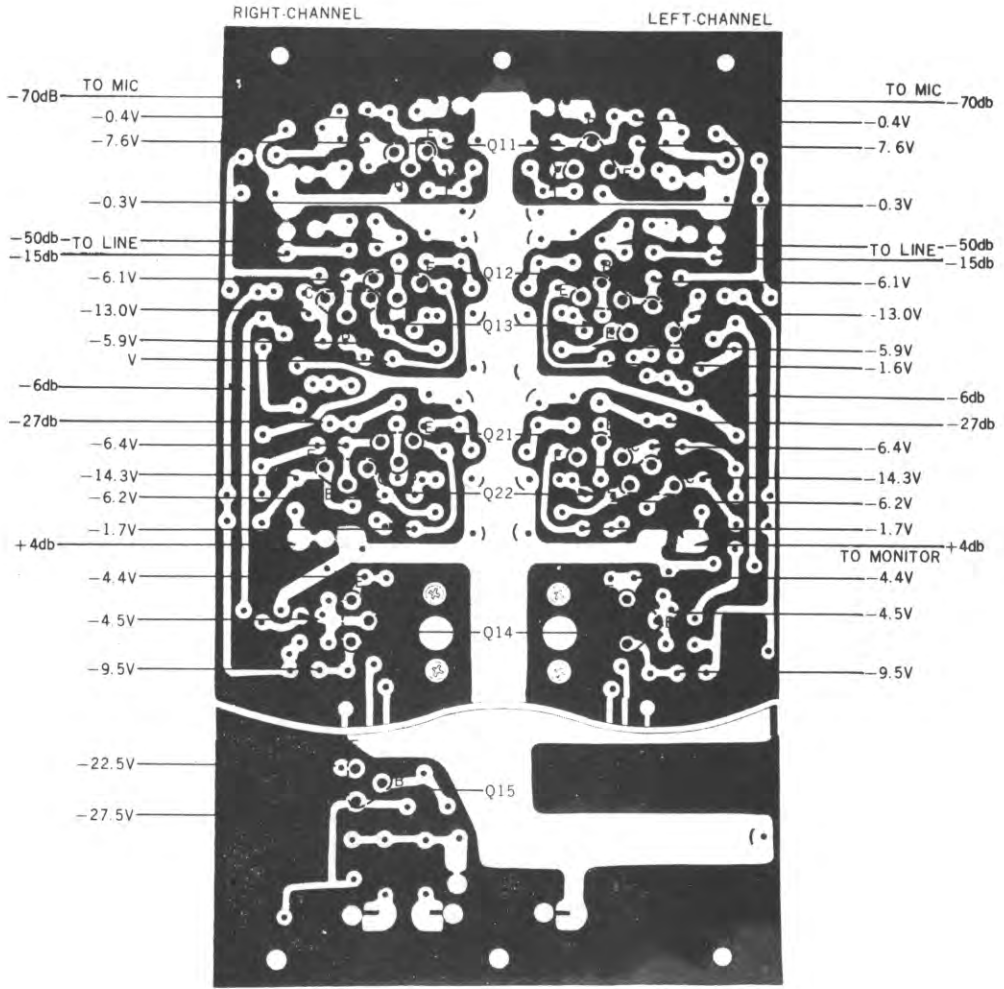 RIGHT-CHANNEL
LEFT-CHANNEL
TO MIC
-70dB
-0.4V
-7.6V
-0.3V
-50db
TO LINE
-15db
-6.1V
-13.0V
-5.9V
V
-6db
-27db
-6.4V
-14.3V
-6.2V
-1.7V
+4db
-4.4V
-4.5V
-9.5V
-22.5V
-27.5V
Q11
Q12
Q13
Q21
Q22
Q14
Q15
TO MIC
-70db
-0.4V
-7.6V
-0.3V
-50db
TO LINE
-15db
-6.1V
-13.0V
-5.9V
-1.6V
-6db
-27db
-6.4V
-14.3V
-6.2V
-1.7V
+4db
TO MONITOR
-4.4V
-4.5V
-9.5V
E
E
E
B
B